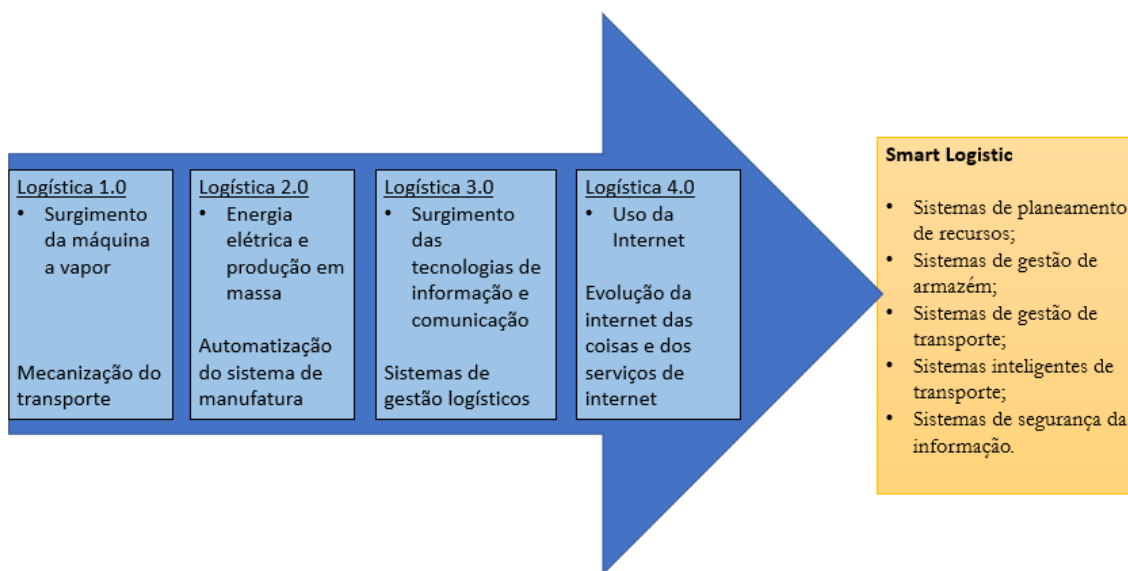 Logística 1.0
• Surgimento
da máquina
a vapor
Mecanização do
transporte
Logística 2.0
• Energia
elétrica e
produção em
massa
Automatização
do sistema de
manufatura
Logística 3.0
• Surgimento
das
tecnologias de
informação e
comunicação
Sistemas de
gestão logísticos
Logística 4.0
• Uso da
Internet
Evolução da
internet das
coisas e dos
serviços de
internet
Smart Logistic
• Sistemas de planeamento
de recursos;
• Sistemas de gestão de
armazém;
• Sistemas de gestão de
transporte;
• Sistemas inteligentes de
transporte;
• Sistemas de segurança da
informação.